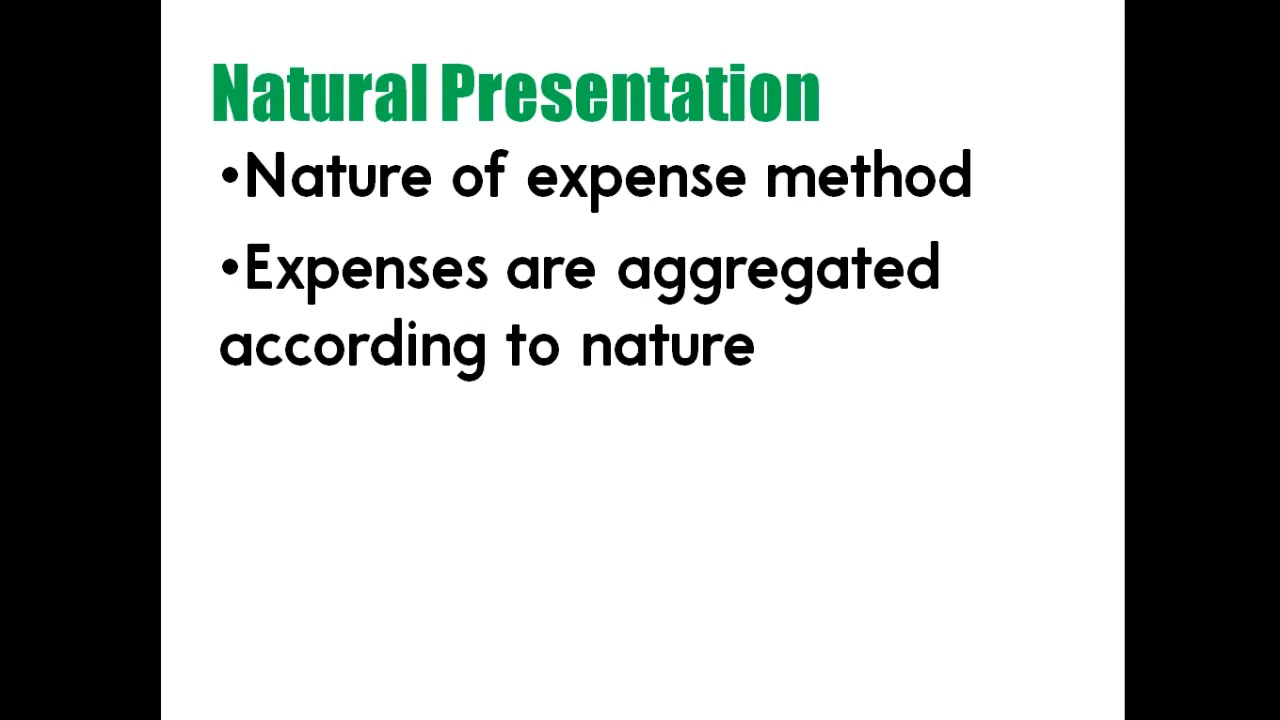 Natural Presentation
•Nature of expense method
•Expenses are aggregated
according to nature